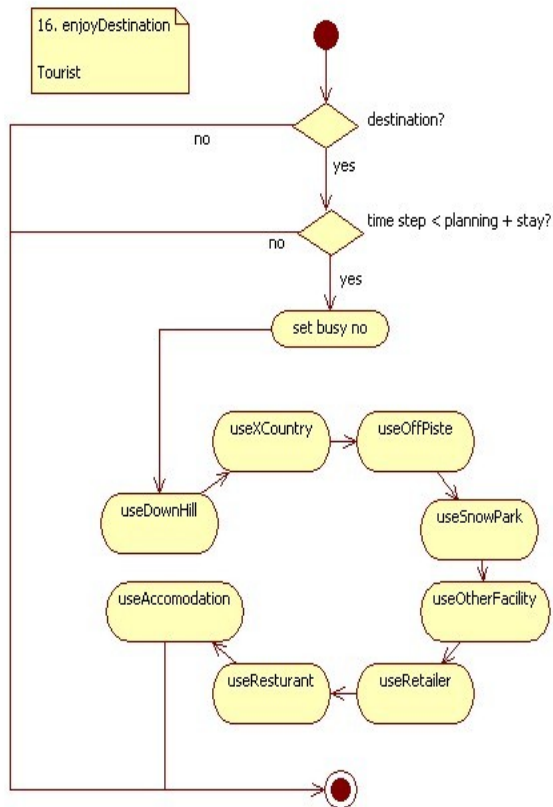 16. enjoyDestination
Tourist
destination?
no
yes
time step < planning + stay?
no
yes
set busy no
useXCountry
useOffPiste
useDownHill
useSnowPark
useAccomodation
useOtherFacility
useResturant
useRetailer